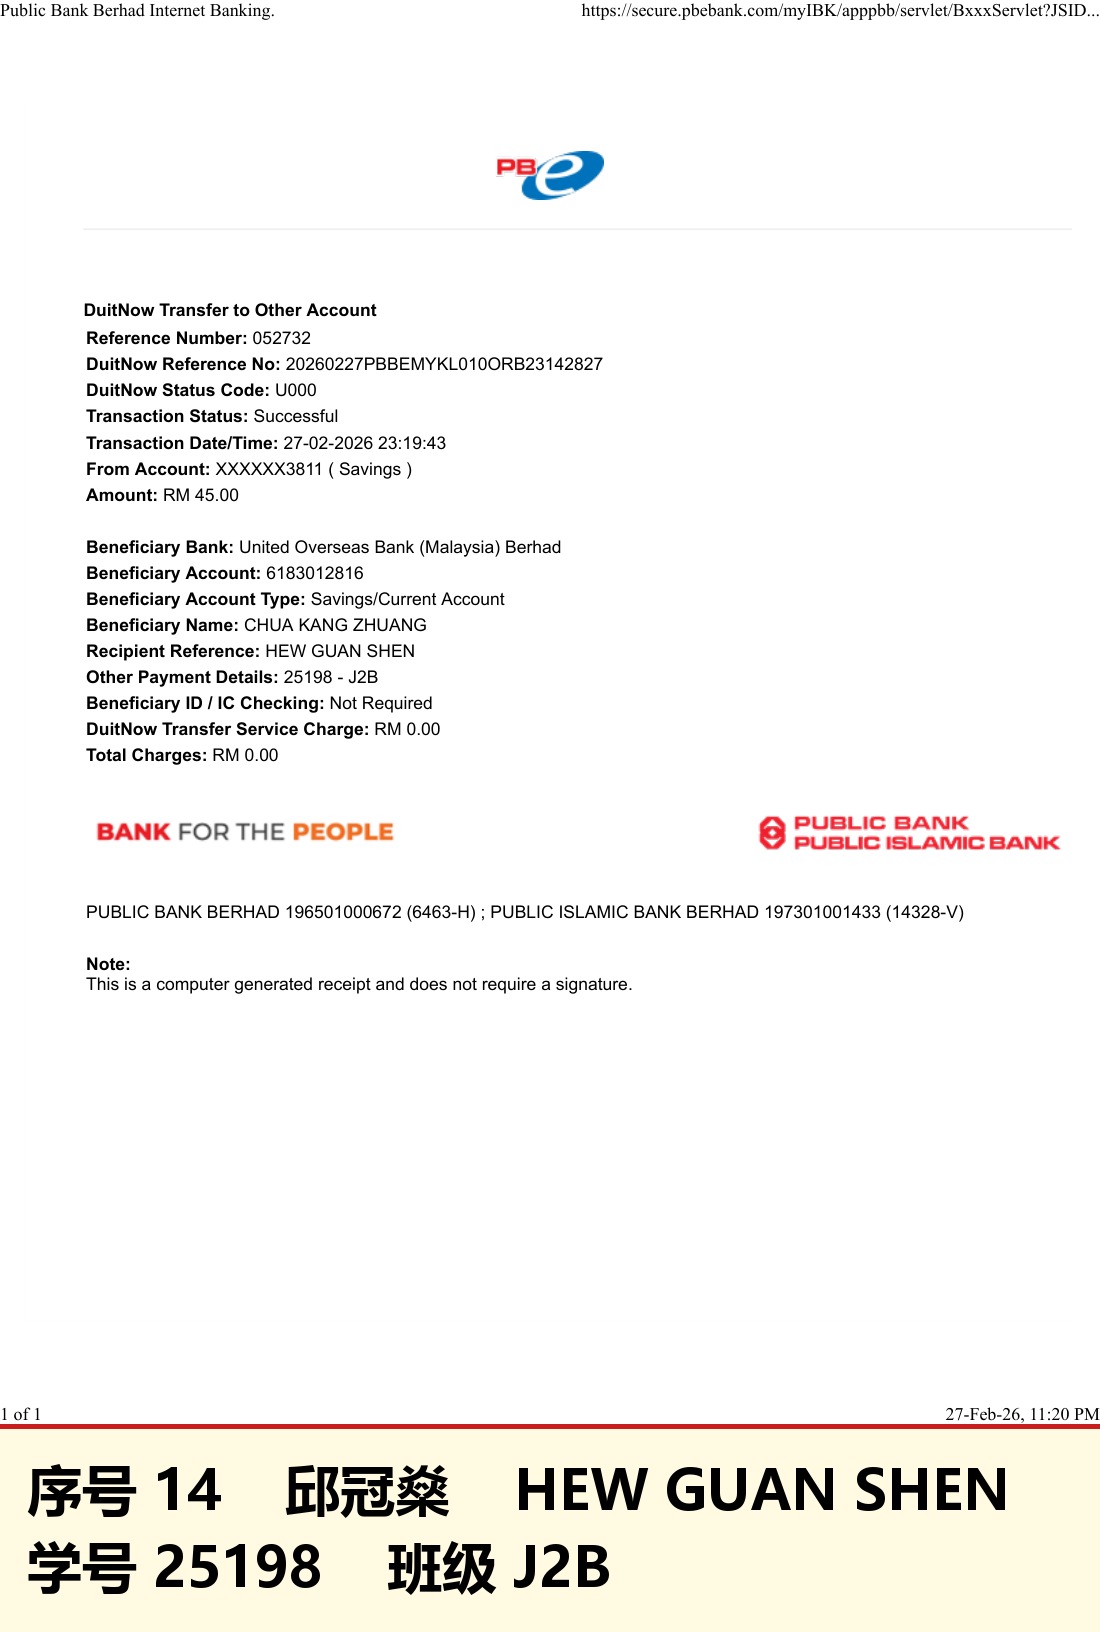 Public Bank Berhad Internet Banking.
https://secure.pbebank.com/myIBK/apppbb/servlet/BxxxServlet?JSID...
PBe
DuitNow Transfer to Other Account
Reference Number: 052732
DuitNow Reference No: 20260227PBBEMYKL010ORB23142827
DuitNow Status Code: U000
Transaction Status: Successful
Transaction Date/Time: 27-02-2026 23:19:43
From Account: XXXXXX3811 ( Savings )
Amount: RM 45.00
Beneficiary Bank: United Overseas Bank (Malaysia) Berhad
Beneficiary Account: 6183012816
Beneficiary Account Type: Savings/Current Account
Beneficiary Name: CHUA KANG ZHUANG
Recipient Reference: HEW GUAN SHEN
Other Payment Details: 25198 - J2B
Beneficiary ID / IC Checking: Not Required
DuitNow Transfer Service Charge: RM 0.00
Total Charges: RM 0.00
BANK FOR THE PEOPLE
PUBLIC BANK
PUBLIC ISLAMIC BANK
PUBLIC BANK BERHAD 196501000672 (6463-H) ; PUBLIC ISLAMIC BANK BERHAD 197301001433 (14328-V)
Note:
This is a computer generated receipt and does not require a signature.
1 of 1
27-Feb-26, 11:20 PM
序号 14 邱冠燊 HEW GUAN SHEN
学号 25198 班级 J2B